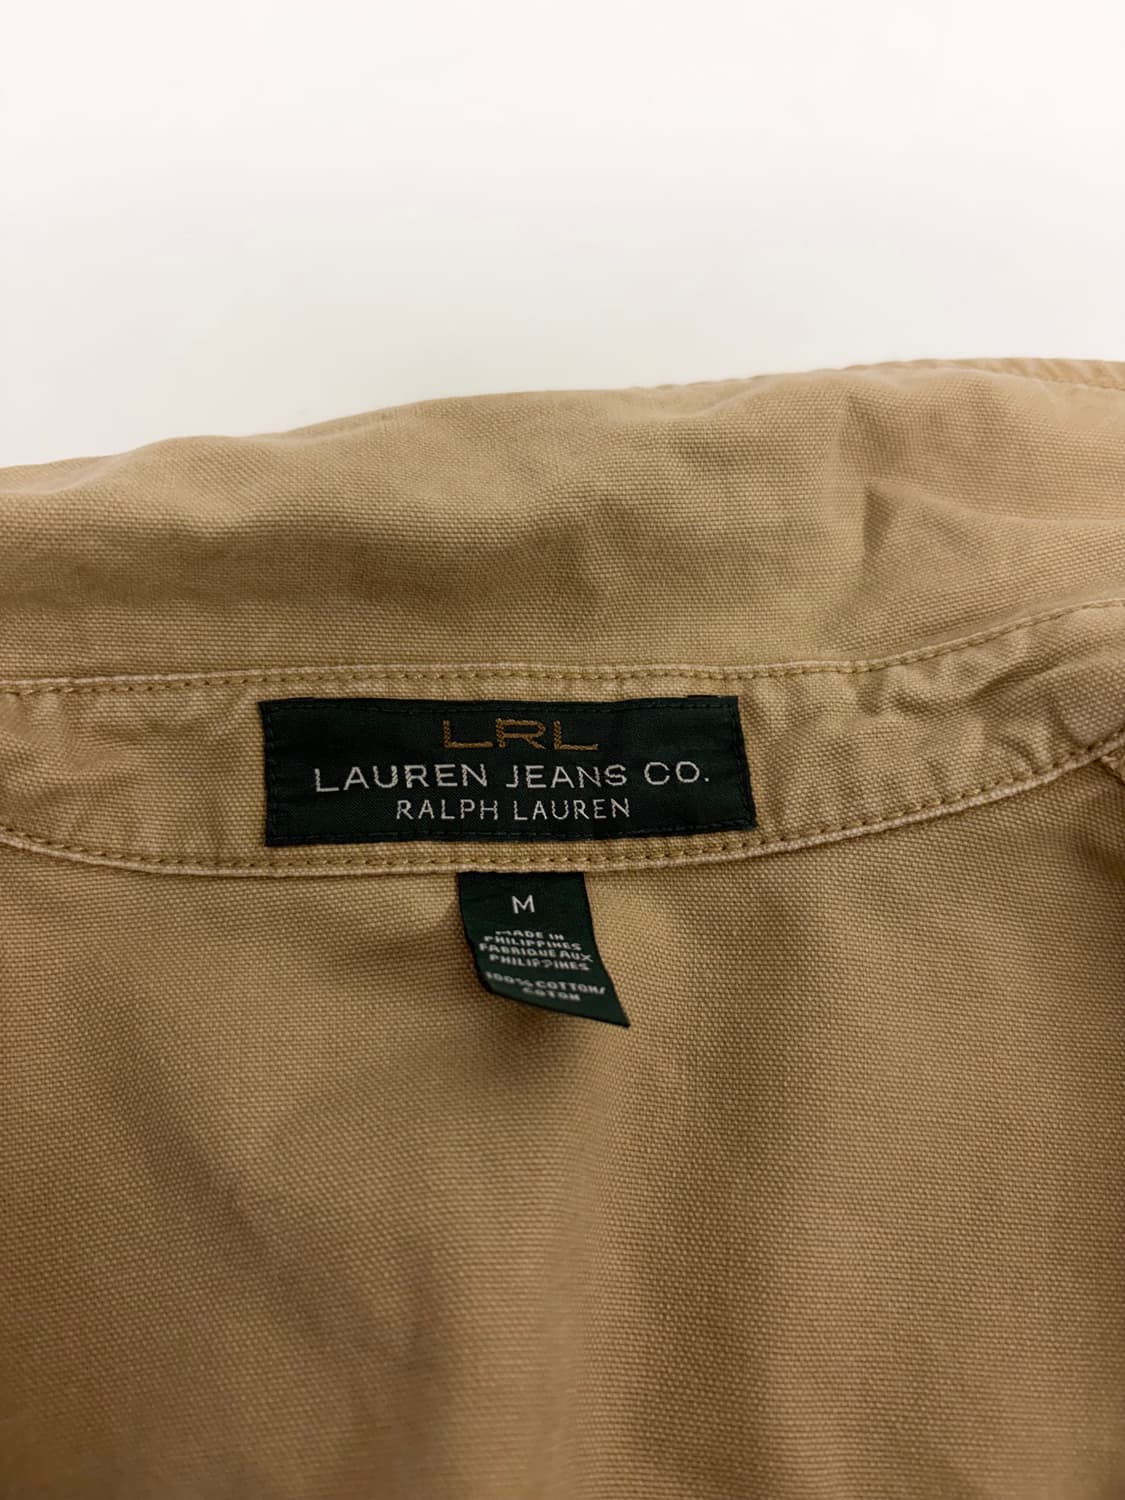 LRL
LAUREN JEANS CO.
RALPH LAUREN
M
MADE IN
PHILIPPINES
FABRIQUE AUX
PHILIPPINES
100% COTTON/
COTON